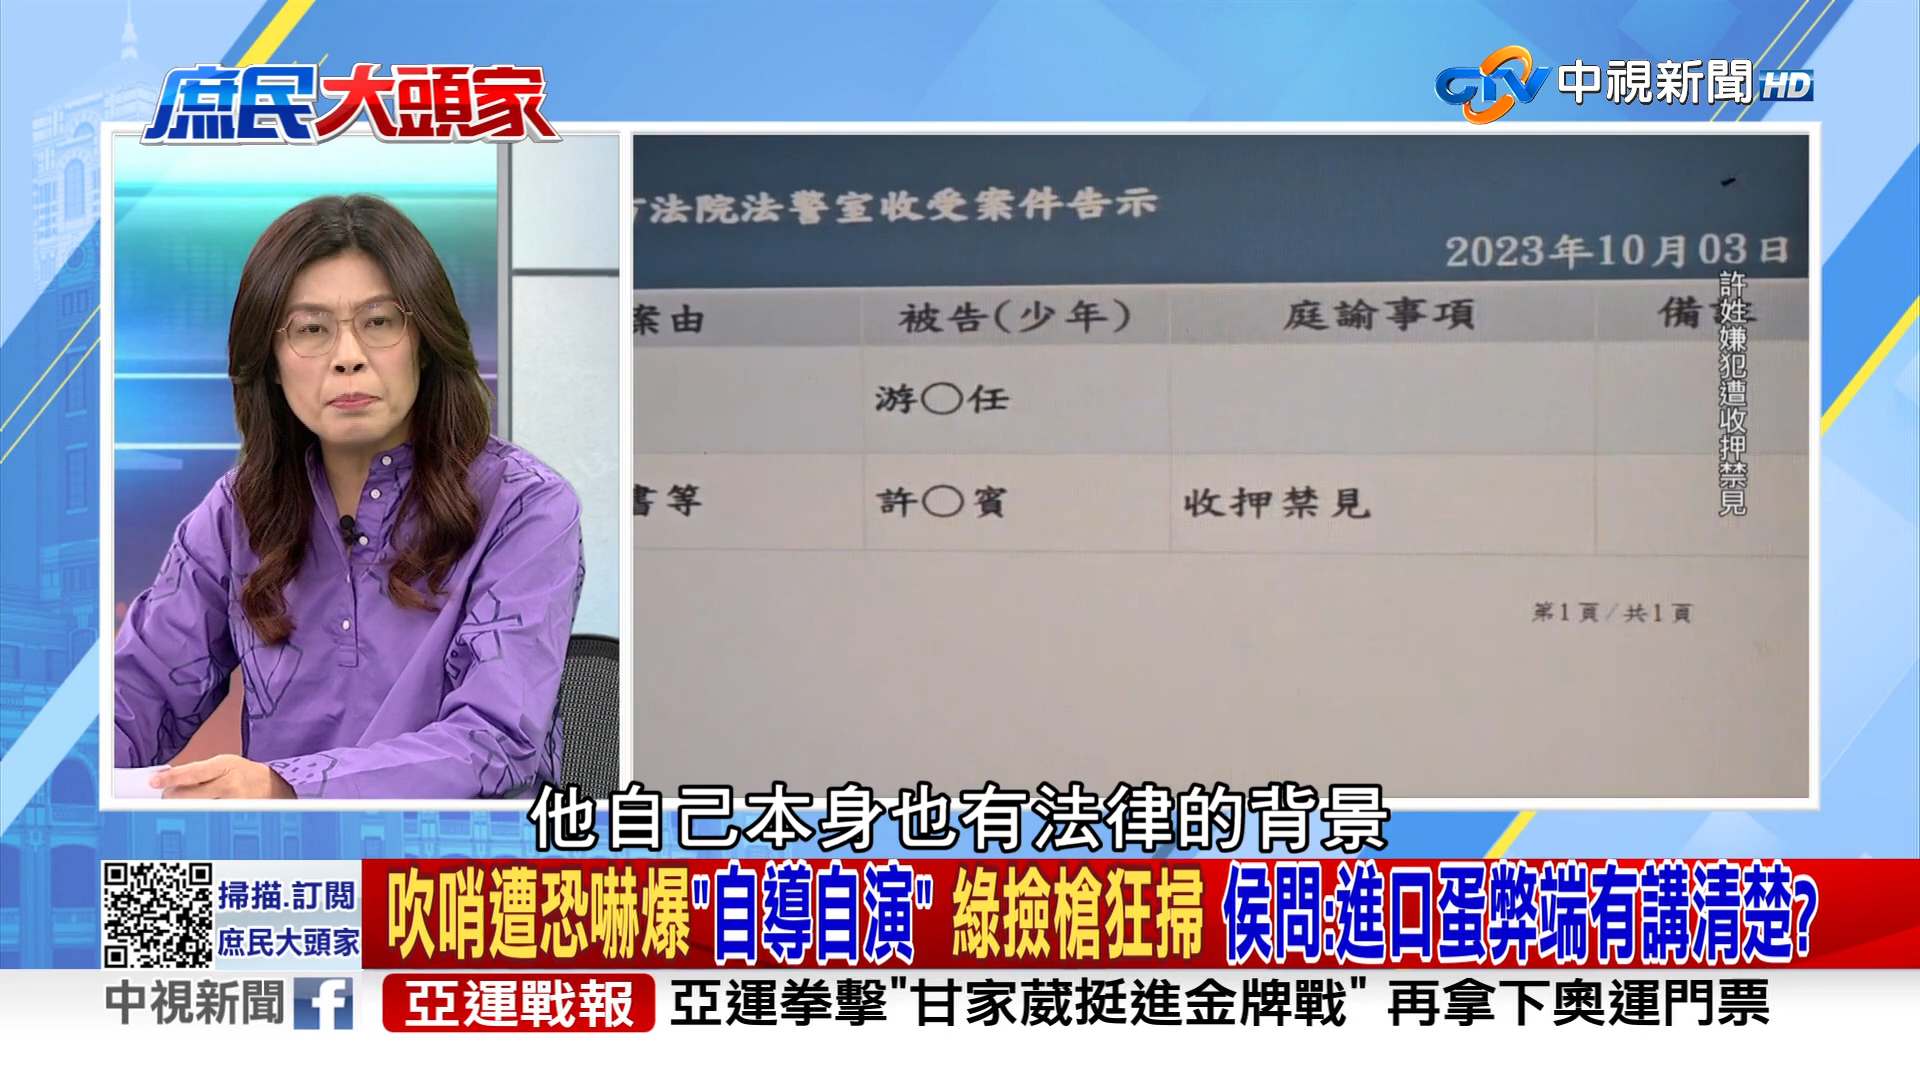 庶民大頭家
CTV中視新聞HD
法院法警室收受案件告示
2023年10月03日
案由 被告(少年) 庭諭事項 備註
游○任
書等 許○賓 收押禁見
第1頁/共1頁
許姓嫌犯遭收押禁見
他自己本身也有法律的背景
掃描.訂閱
庶民大頭家
吹哨遭恐嚇爆"自導自演" 綠撿槍狂掃 侯問:進口蛋弊端有講清楚?
中視新聞 f 亞運戰報 亞運拳擊"甘家葳挺進金牌戰" 再拿下奧運門票